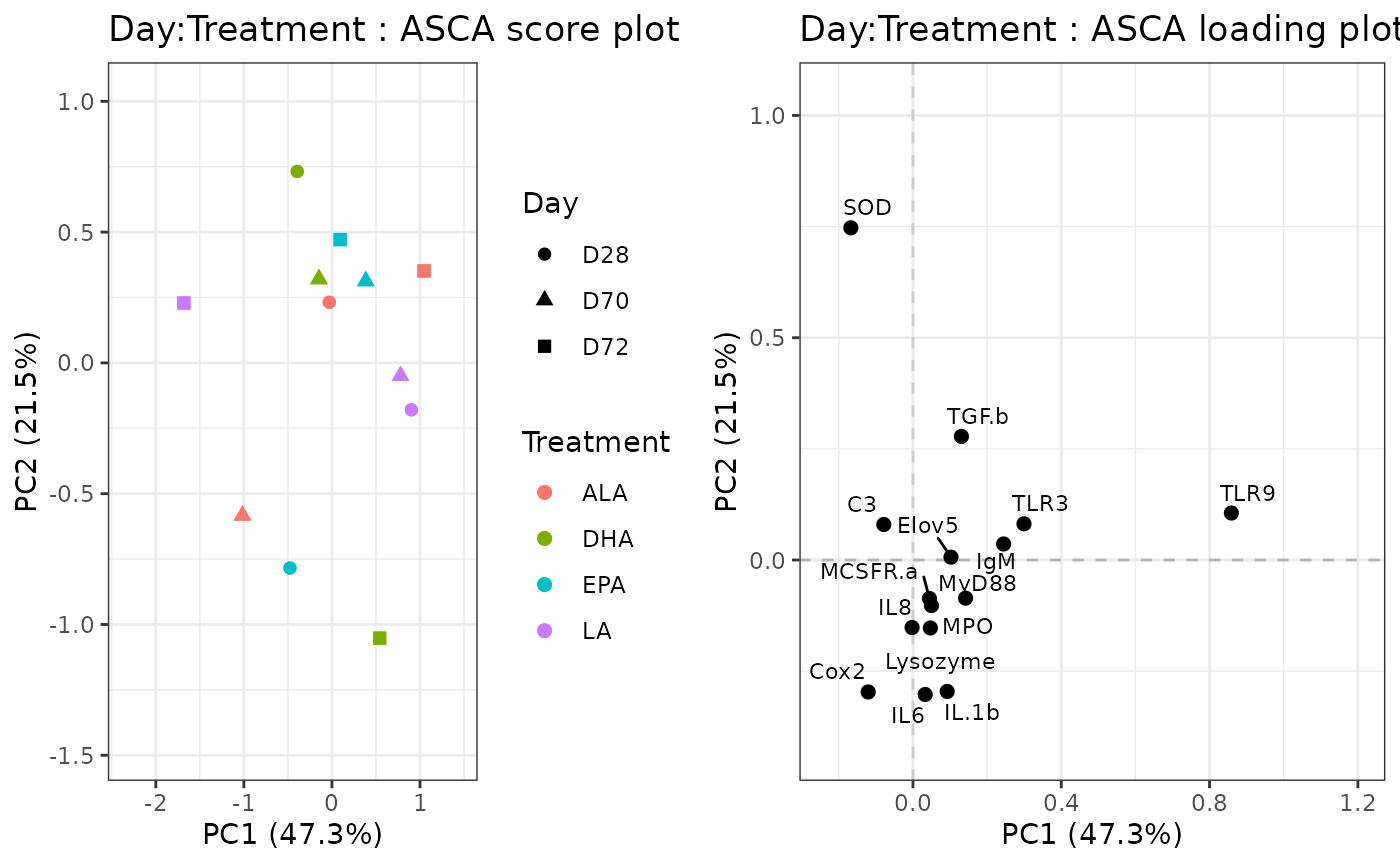 Day:Treatment : ASCA score plot
1.0
0.5
0.0
-0.5
-1.0
-1.5
-2
-1
0
1
PC1 (47.3%)
PC2 (21.5%)
Day
D28
D70
D72
Treatment
ALA
DHA
EPA
LA
Day:Treatment : ASCA loading plot
1.0
0.5
0.0
0.0
0.4
0.8
1.2
PC1 (47.3%)
PC2 (21.5%)
SOD
TGF.b
TLR9
TLR3
C3
Elov5
IgM
MCSFR.a
MyD88
IL8
MPO
Lysozyme
Cox2
IL6
IL.1b